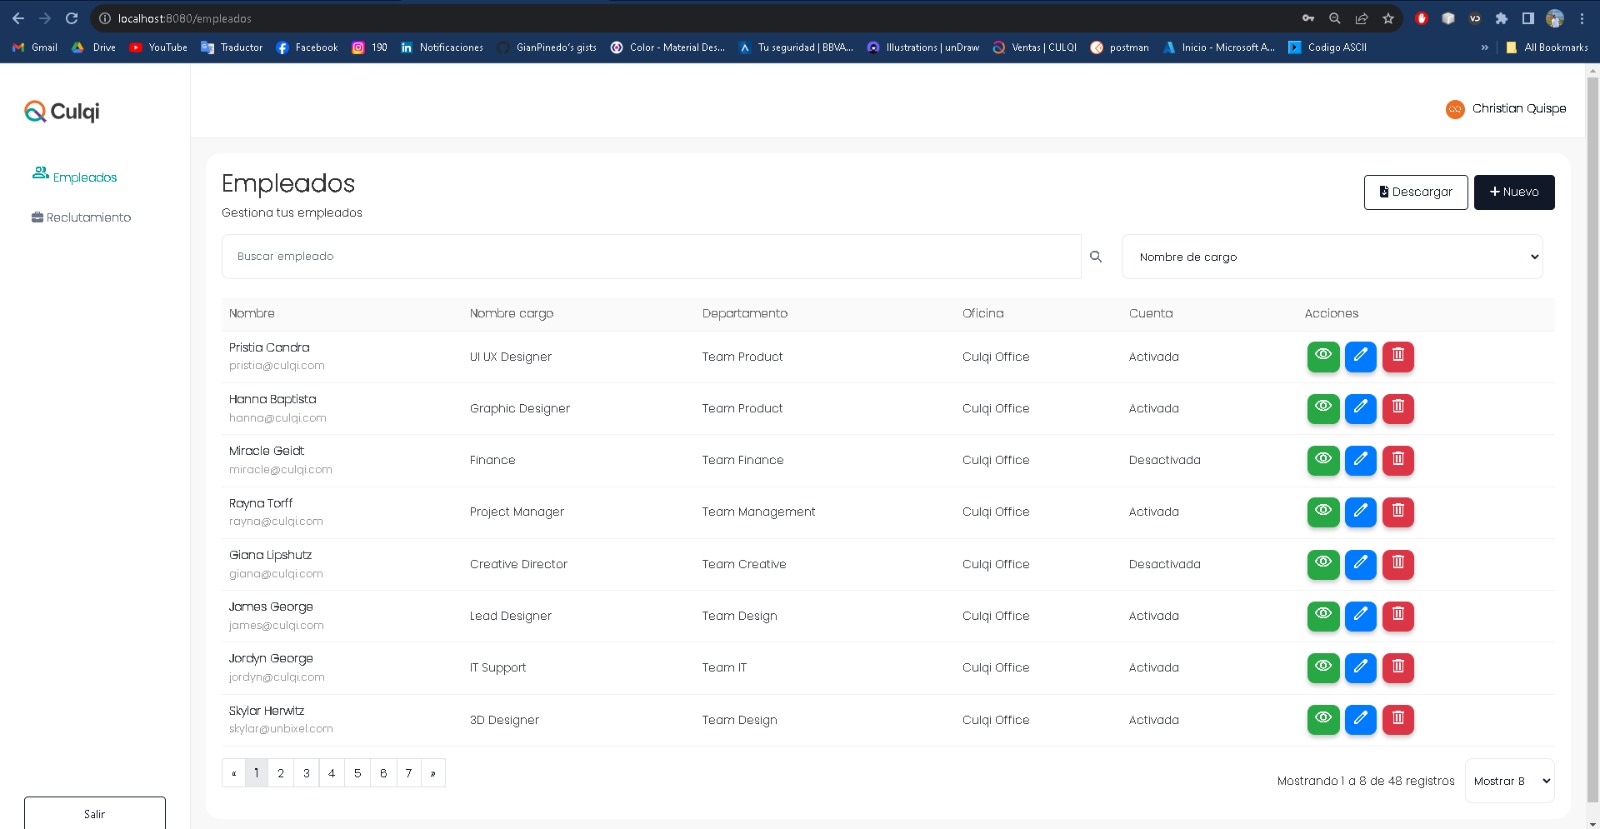 localhost:8080/empleados
Gmail Drive YouTube Traductor Facebook 190 Notificaciones GianPinedo's gists Color - Material Des... Tu seguridad | BBVA... Illustrations | unDraw Ventas | CULQI postman Inicio - Microsoft A... Codigo ASCII » All Bookmarks
Culqi
Christian Quispe
Empleados
Reclutamiento
Salir
Empleados
Gestiona tus empleados
Descargar + Nuevo
Buscar empleado Nombre de cargo
Nombre Nombre cargo Departamento Oficina Cuenta Acciones
Pristia Candra
pristia@culqi.com
UI UX Designer Team Product Culqi Office Activada
Hanna Baptista
hanna@culqi.com
Graphic Designer Team Product Culqi Office Activada
Miracle Geidt
miracle@culqi.com
Finance Team Finance Culqi Office Desactivada
Rayna Torff
rayna@culqi.com
Project Manager Team Management Culqi Office Activada
Giana Lipshutz
giana@culqi.com
Creative Director Team Creative Culqi Office Desactivada
James George
james@culqi.com
Lead Designer Team Design Culqi Office Activada
Jordyn George
jordyn@culqi.com
IT Support Team IT Culqi Office Activada
Skylar Herwitz
skylar@unbixel.com
3D Designer Team Design Culqi Office Activada
« 1 2 3 4 5 6 7 »
Mostrando 1 a 8 de 48 registros Mostrar 8